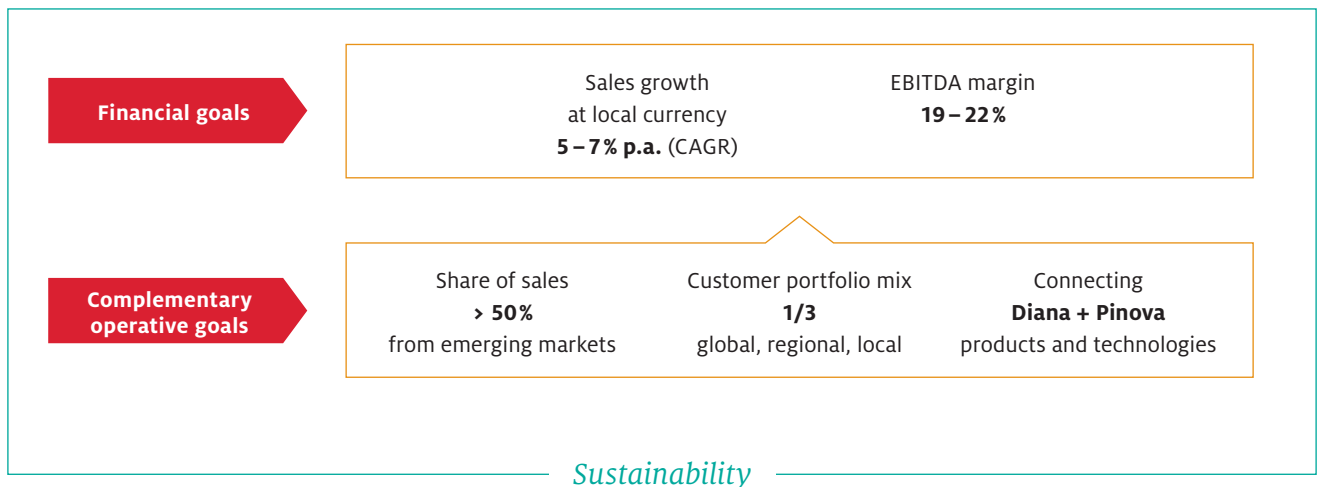 Financial goals
Sales growth
at local currency
5 – 7 % p.a. (CAGR)
EBITDA margin
19 – 22 %
Complementary
operative goals
Share of sales
> 50 %
from emerging markets
Customer portfolio mix
1/3
global, regional, local
Connecting
Diana + Pinova
products and technologies
Sustainability